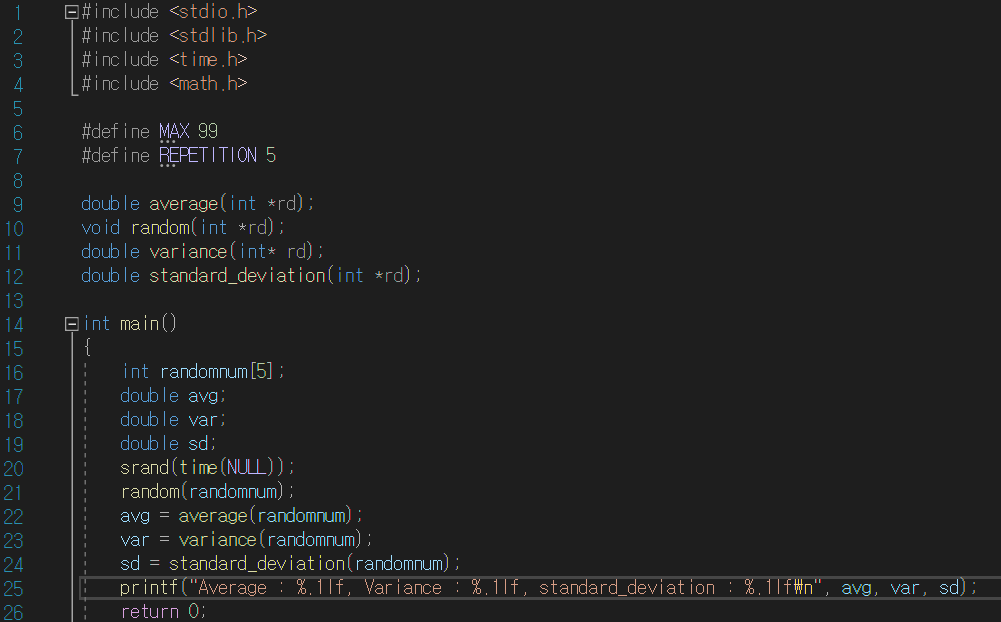 1 #include <stdio.h>
2 #include <stdlib.h>
3 #include <time.h>
4 #include <math.h>
5
6 #define MAX 99
7 #define REPETITION 5
8
9 double average(int *rd);
10 void random(int *rd);
11 double variance(int* rd);
12 double standard_deviation(int *rd);
13
14 int main()
15 {
16 int randomnum[5];
17 double avg;
18 double var;
19 double sd;
20 srand(time(NULL));
21 random(randomnum);
22 avg = average(randomnum);
23 var = variance(randomnum);
24 sd = standard_deviation(randomnum);
25 printf("Average : %.1lf, Variance : %.1lf, standard_deviation : %.1lf₩n", avg, var, sd);
26 return 0;